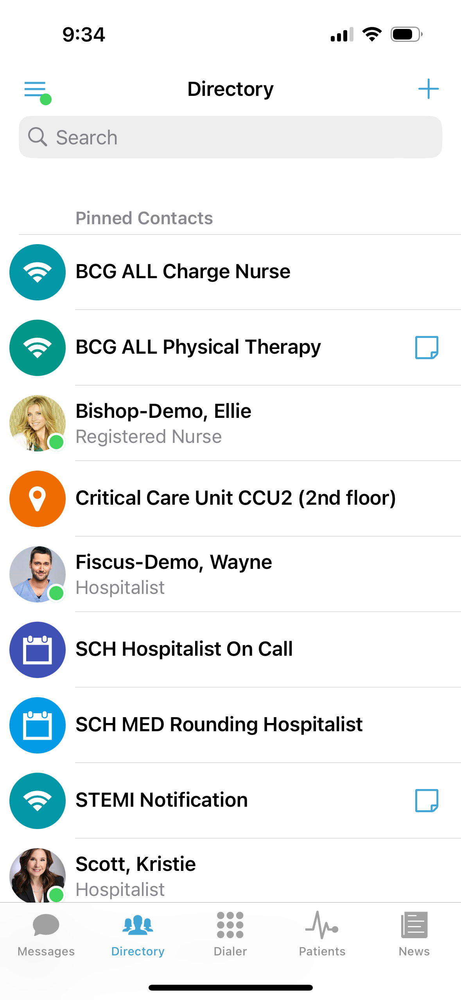 9:34
Directory
Search
Pinned Contacts
BCG ALL Charge Nurse
BCG ALL Physical Therapy
Bishop-Demo, Ellie
Registered Nurse
Critical Care Unit CCU2 (2nd floor)
Fiscus-Demo, Wayne
Hospitalist
SCH Hospitalist On Call
SCH MED Rounding Hospitalist
STEMI Notification
Scott, Kristie
Hospitalist
Messages Directory Dialer Patients News